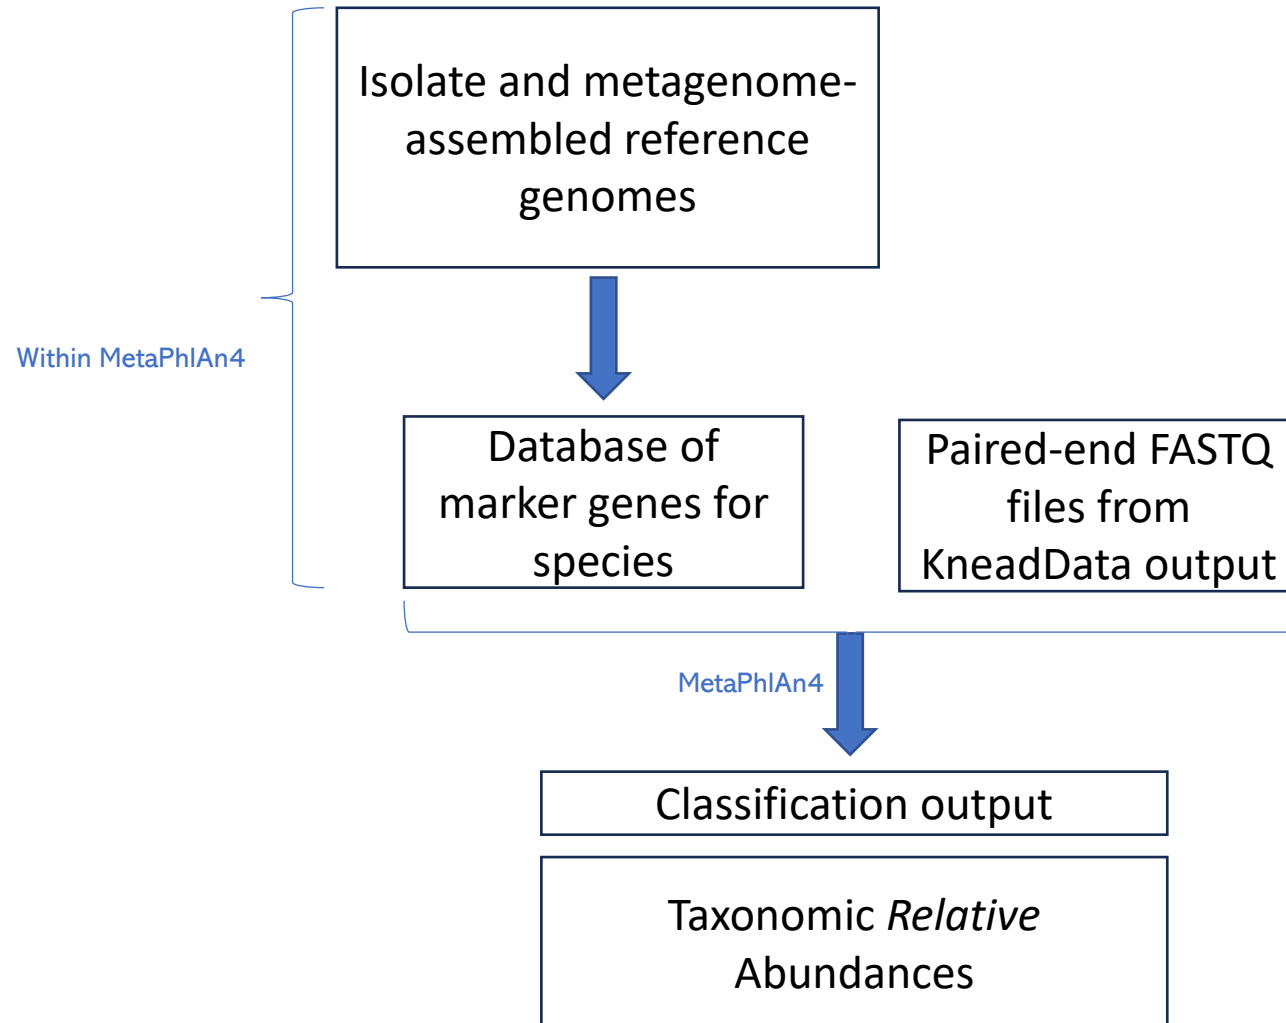 Isolate and metagenome-
assembled reference
genomes
Within MetaPhlAn4
Database of
marker genes for
species
Paired-end FASTQ
files from
KneadData output
MetaPhlAn4
Classification output
Taxonomic Relative
Abundances